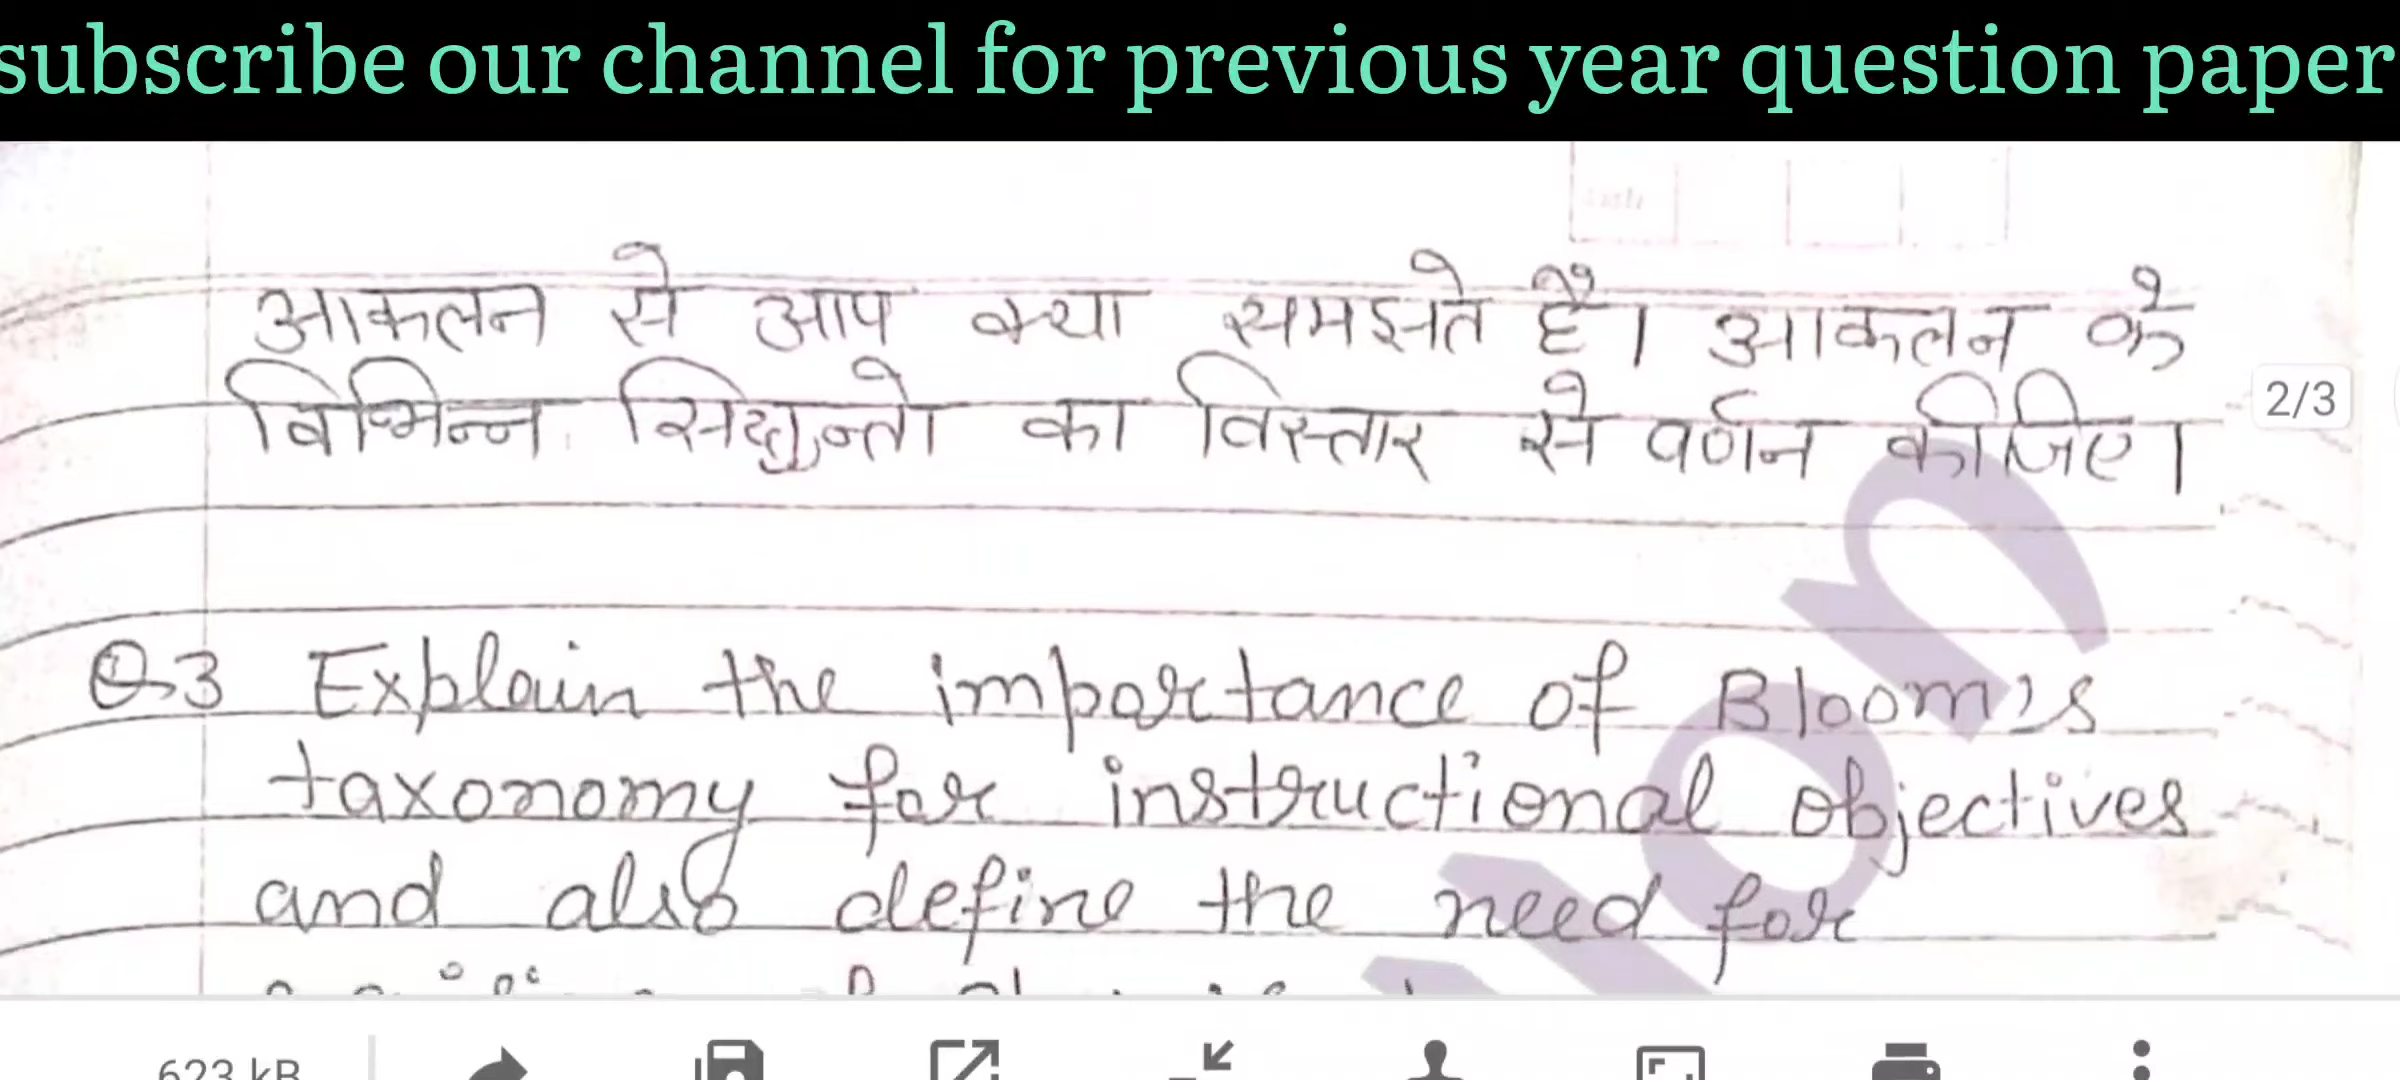 subscribe our channel for previous year question paper
आकलन से आप क्या समझते हैं। आकलन के
विभिन्न सिद्धान्तो का विस्तार से वर्णन कीजिए।
2/3
Q.3 Explain the importance of Bloom's
taxonomy for instructional objectives
and also define the need for
623 kB